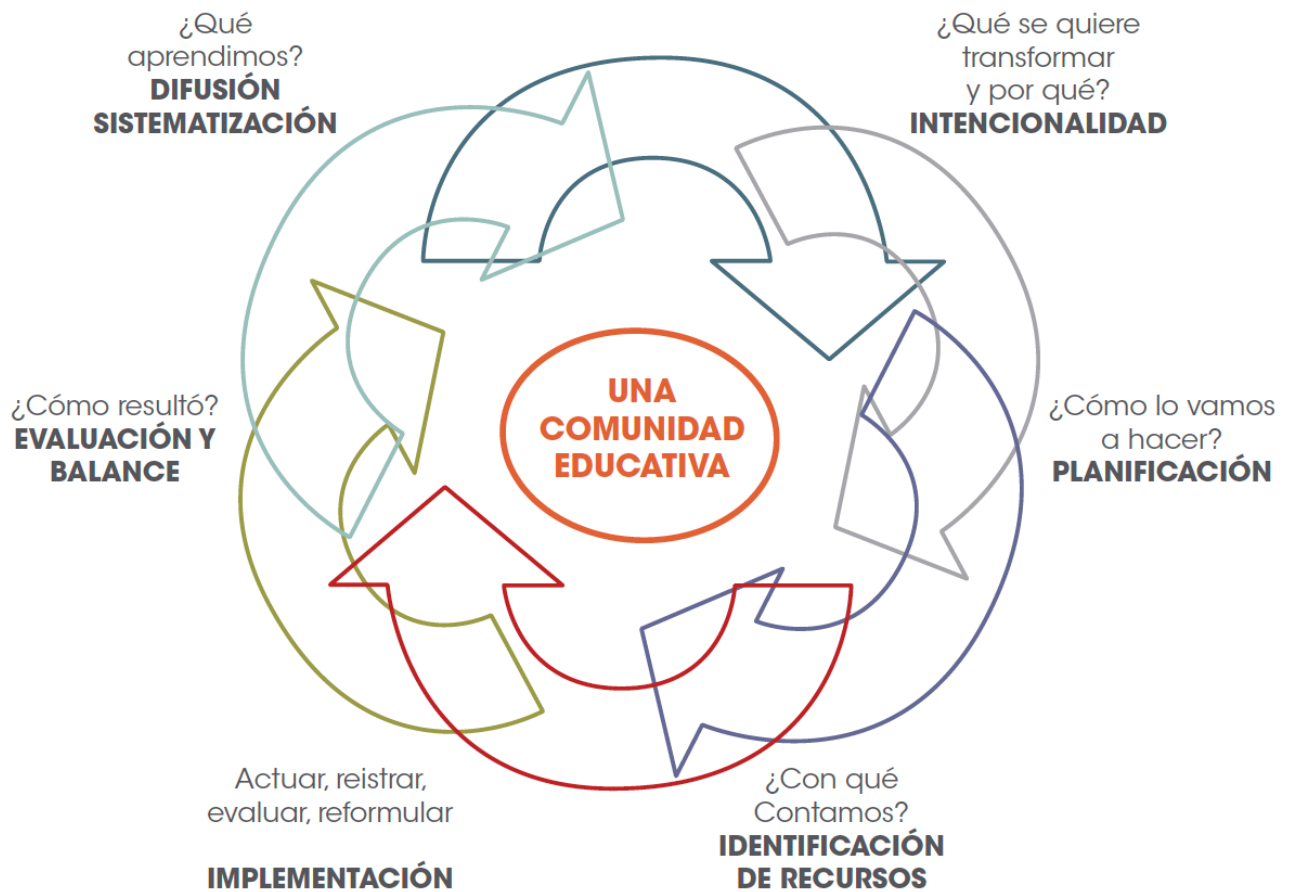 ¿Qué
aprendimos?
DIFUSIÓN
SISTEMATIZACIÓN
¿Qué se quiere
transformar
y por qué?
INTENCIONALIDAD
UNA
COMUNIDAD
EDUCATIVA
¿Cómo resultó?
EVALUACIÓN Y
BALANCE
¿Cómo lo vamos
a hacer?
PLANIFICACIÓN
Actuar, reistrar,
evaluar, reformular
IMPLEMENTACIÓN
¿Con qué
Contamos?
IDENTIFICACIÓN
DE RECURSOS